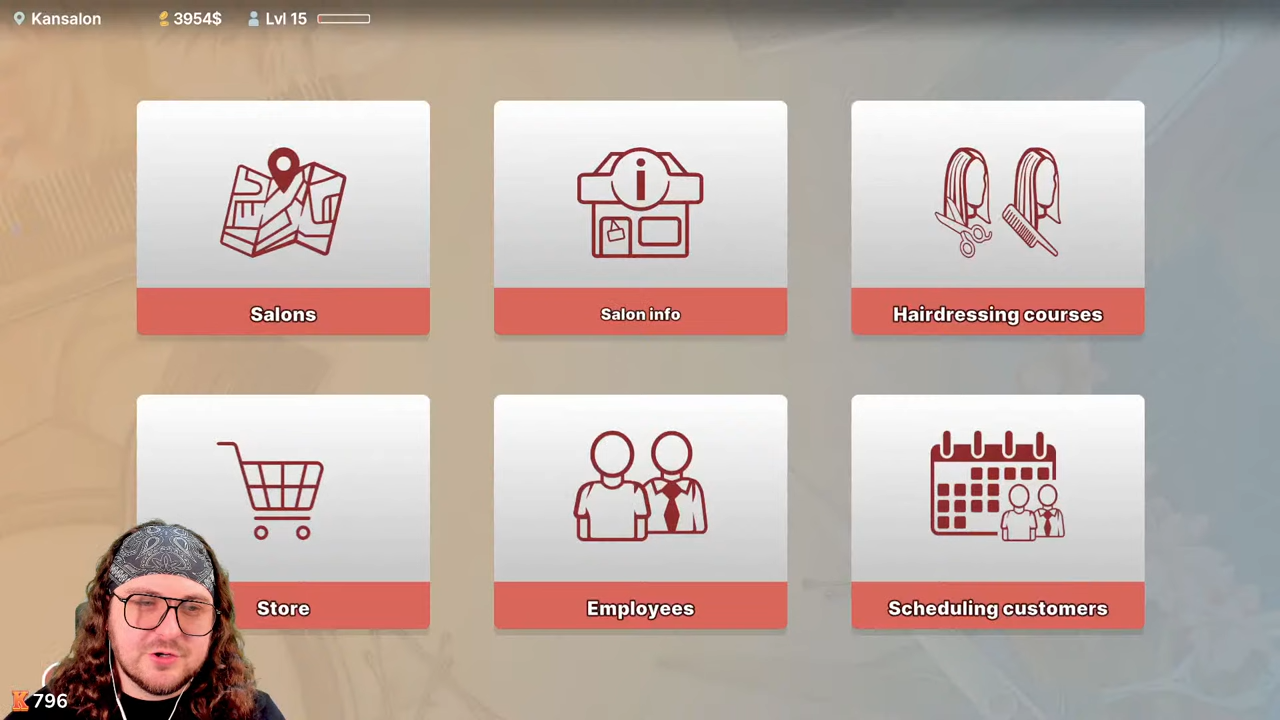 Kansalon
3954$
Lvl 15
Salons
Salon info
Hairdressing courses
Store
Employees
Scheduling customers
K 796